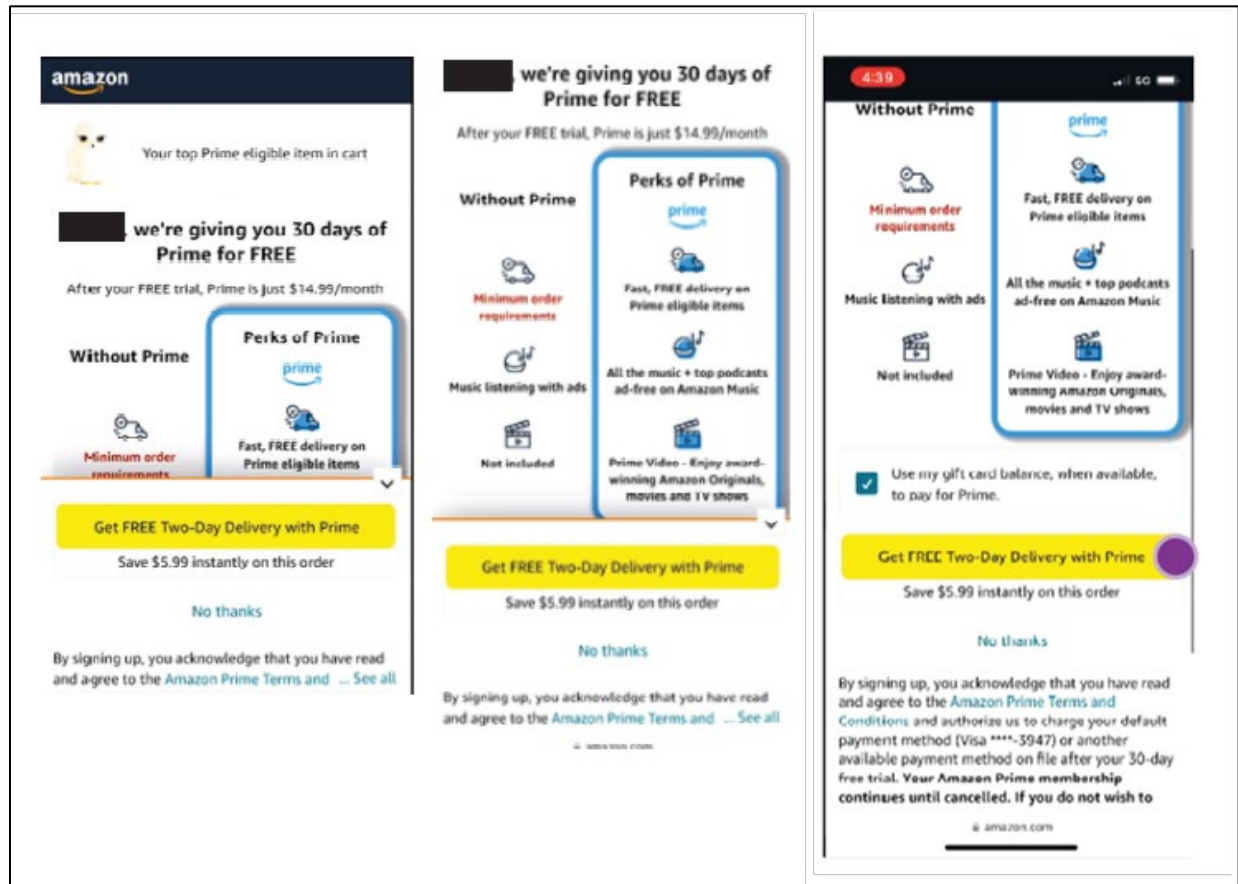 amazon
Your top Prime eligible item in cart
, we're giving you 30 days of
Prime for FREE
After your FREE trial, Prime is just $14.99/month
Without Prime
Perks of Prime
prime
Minimum order
requirements
Fast, FREE delivery on
Prime eligible items
Get FREE Two-Day Delivery with Prime
Save $5.99 instantly on this order
No thanks
By signing up, you acknowledge that you have read
and agree to the Amazon Prime Terms and ... See all
, we're giving you 30 days of
Prime for FREE
After your FREE trial, Prime is just $14.99/month
Without Prime
Perks of Prime
prime
Minimum order
requirements
Fast, FREE delivery on
Prime eligible items
Music listening with ads
All the music + top podcasts
ad-free on Amazon Music
Not included
Prime Video - Enjoy award-
winning Amazon Originals,
movies and TV shows
Get FREE Two-Day Delivery with Prime
Save $5.99 instantly on this order
No thanks
By signing up, you acknowledge that you have read
and agree to the Amazon Prime Terms and ... See all
amazon.com
4:39
5G
Without Prime
prime
Minimum order
requirements
Fast, FREE delivery on
Prime eligible items
Music listening with ads
All the music + top podcasts
ad-free on Amazon Music
Not included
Prime Video - Enjoy award-
winning Amazon Originals,
movies and TV shows
Use my gift card balance, when available,
to pay for Prime.
Get FREE Two-Day Delivery with Prime
Save $5.99 instantly on this order
No thanks
By signing up, you acknowledge that you have read
and agree to the Amazon Prime Terms and
Conditions and authorize us to charge your default
payment method (Visa ****-3947) or another
available payment method on file after your 30-day
free trial. Your Amazon Prime membership
continues until cancelled. If you do not wish to
amazon.com